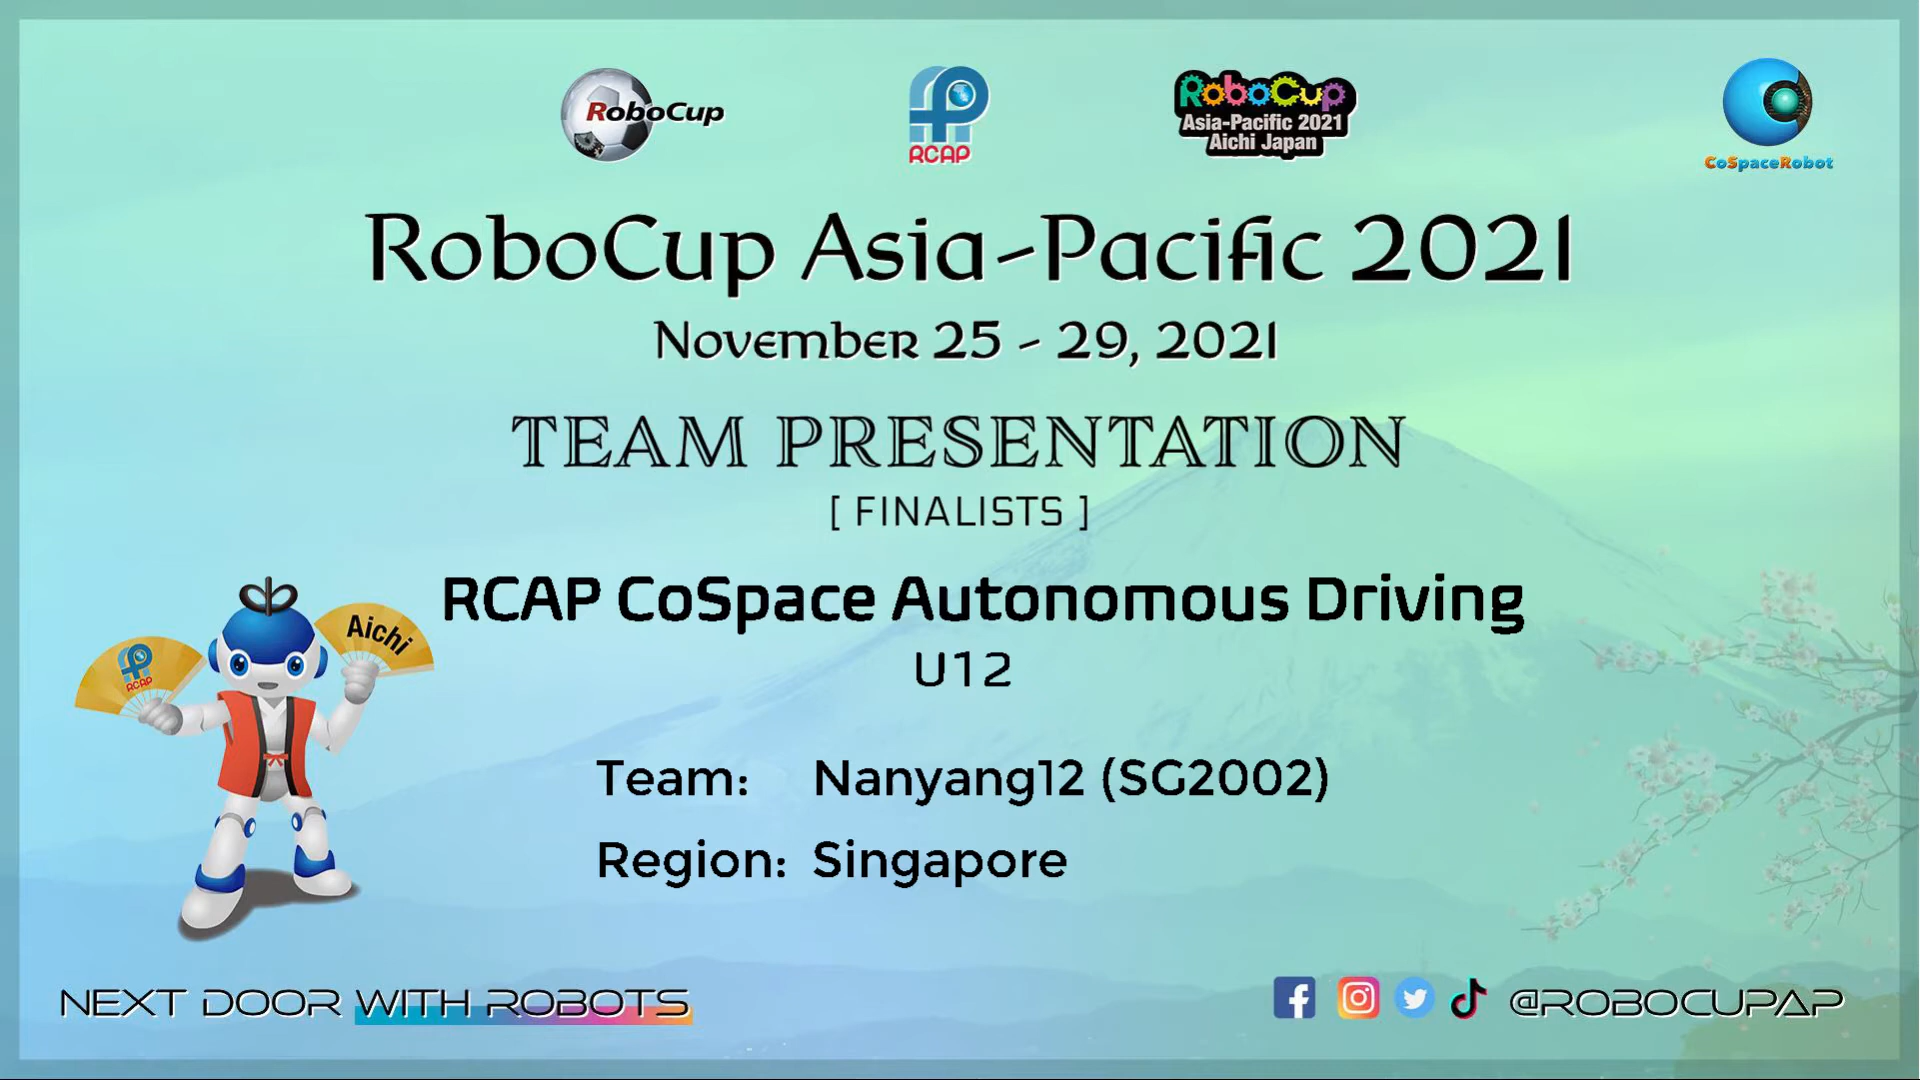 RoboCup
RCAP
RoboCup
Asia-Pacific 2021
Aichi Japan
CoSpaceRobot
RoboCup Asia-Pacific 2021
November 25 - 29, 2021
TEAM PRESENTATION
[ FINALISTS ]
RCAP CoSpace Autonomous Driving
U12
RCAP
Aichi
Team: Nanyang12 (SG2002)
Region: Singapore
NEXT DOOR WITH ROBOTS
@ROBOCUPAP